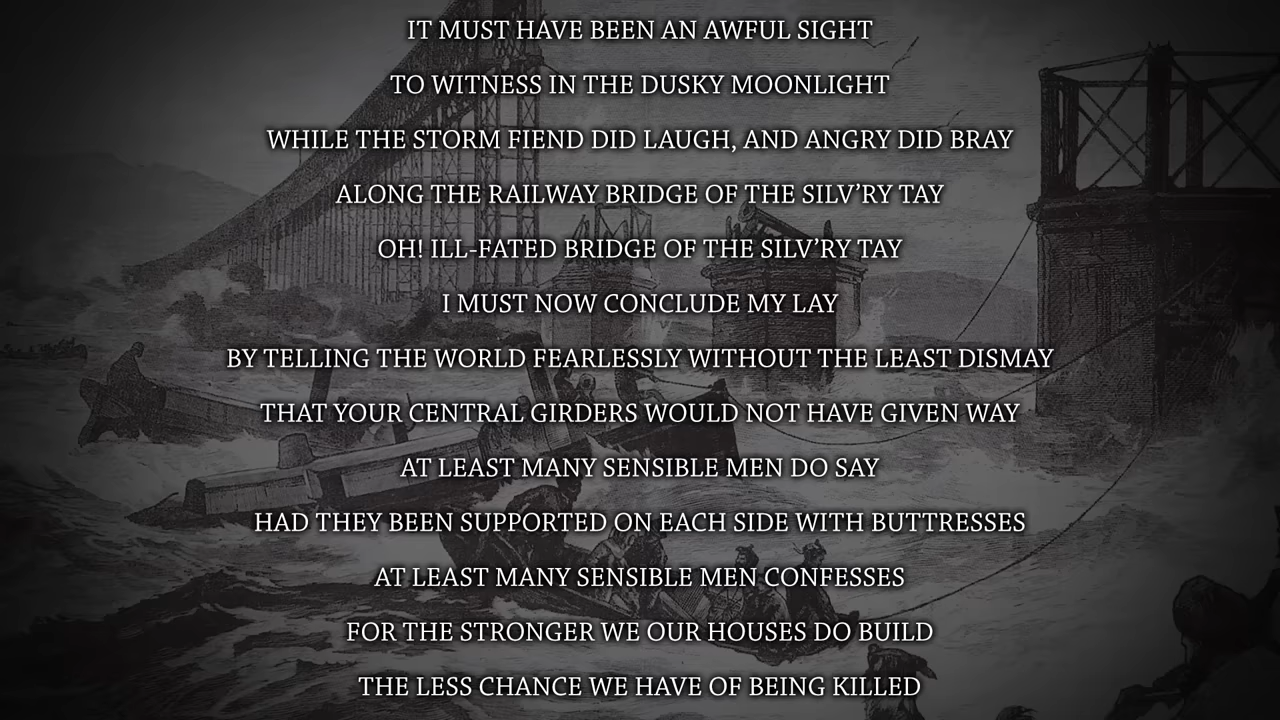 IT MUST HAVE BEEN AN AWFUL SIGHT
TO WITNESS IN THE DUSKY MOONLIGHT
WHILE THE STORM FIEND DID LAUGH, AND ANGRY DID BRAY
ALONG THE RAILWAY BRIDGE OF THE SILV’RY TAY
OH! ILL-FATED BRIDGE OF THE SILV’RY TAY
I MUST NOW CONCLUDE MY LAY
BY TELLING THE WORLD FEARLESSLY WITHOUT THE LEAST DISMAY
THAT YOUR CENTRAL GIRDERS WOULD NOT HAVE GIVEN WAY
AT LEAST MANY SENSIBLE MEN DO SAY
HAD THEY BEEN SUPPORTED ON EACH SIDE WITH BUTTRESSES
AT LEAST MANY SENSIBLE MEN CONFESSES
FOR THE STRONGER WE OUR HOUSES DO BUILD
THE LESS CHANCE WE HAVE OF BEING KILLED